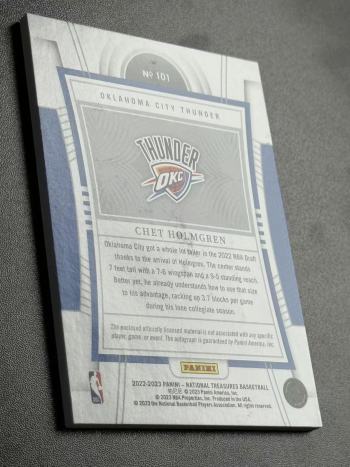 Nº 101
OKLAHOMA CITY THUNDER
THUNDER
OKC
CHET HOLMGREN
Oklahoma City got a whole lot taller in the 2022 NBA Draft
thanks to the arrival of Holmgren. The center stands
7 feet tall with a 7-6 wingspan and a 9-5 standing reach.
Better yet, he already understands how to use that size
to his advantage, racking up 3.7 blocks per game
during his lone collegiate season.
The enclosed officially licensed material is not associated with any specific
player, game, or event. The autograph is guaranteed by Panini America, Inc.
PANINI
2022-2023 PANINI – NATIONAL TREASURES BASKETBALL
© 2023 Panini America, Inc.
© 2023 NBA Properties, Inc. Produced in the USA.
© 2023 the National Basketball Players Association. All rights reserved.
NBA